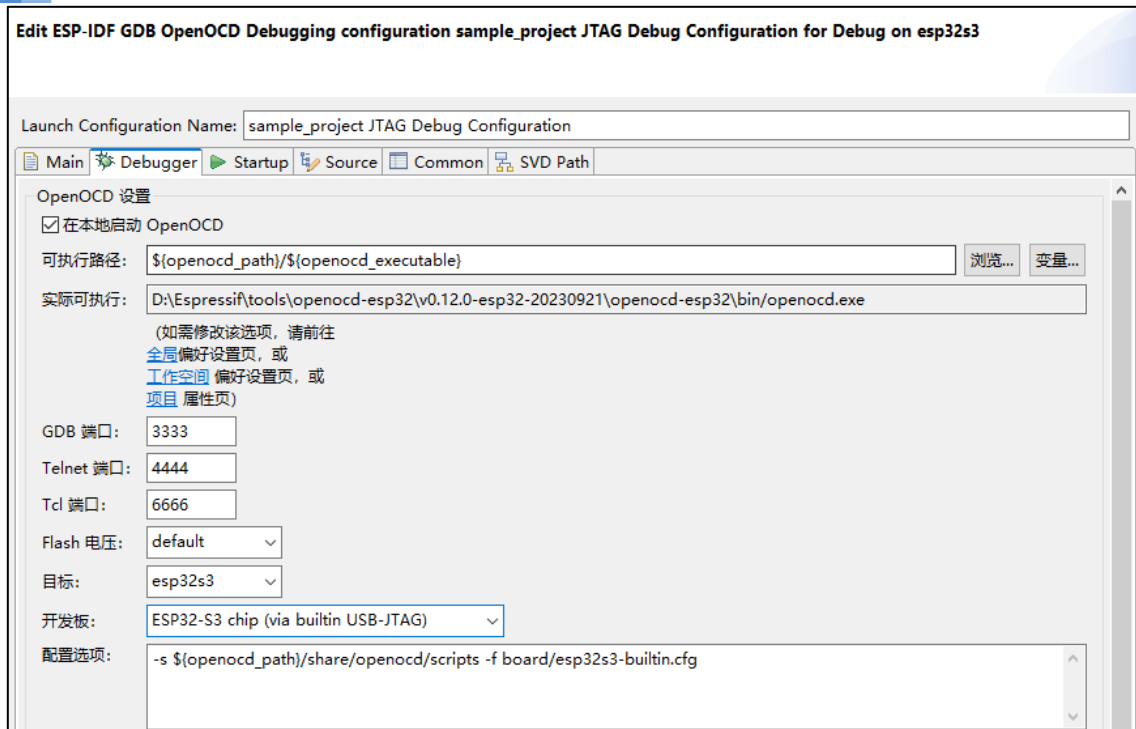 Edit ESP-IDF GDB OpenOCD Debugging configuration sample_project JTAG Debug Configuration for Debug on esp32s3
Launch Configuration Name: sample_project JTAG Debug Configuration
Main Debugger Startup Source Common SVD Path
OpenOCD 设置
在本地启动 OpenOCD
可执行路径: ${openocd_path}/${openocd_executable} 浏览... 变量...
实际可执行: D:\Espressif\tools\openocd-esp32\v0.12.0-esp32-20230921\openocd-esp32\bin/openocd.exe
(如需修改该选项，请前往
全局偏好设置页，或
工作空间 偏好设置页，或
项目 属性页)
GDB 端口: 3333
Telnet 端口: 4444
Tcl 端口: 6666
Flash 电压: default
目标: esp32s3
开发板: ESP32-S3 chip (via builtin USB-JTAG)
配置选项: -s ${openocd_path}/share/openocd/scripts -f board/esp32s3-builtin.cfg